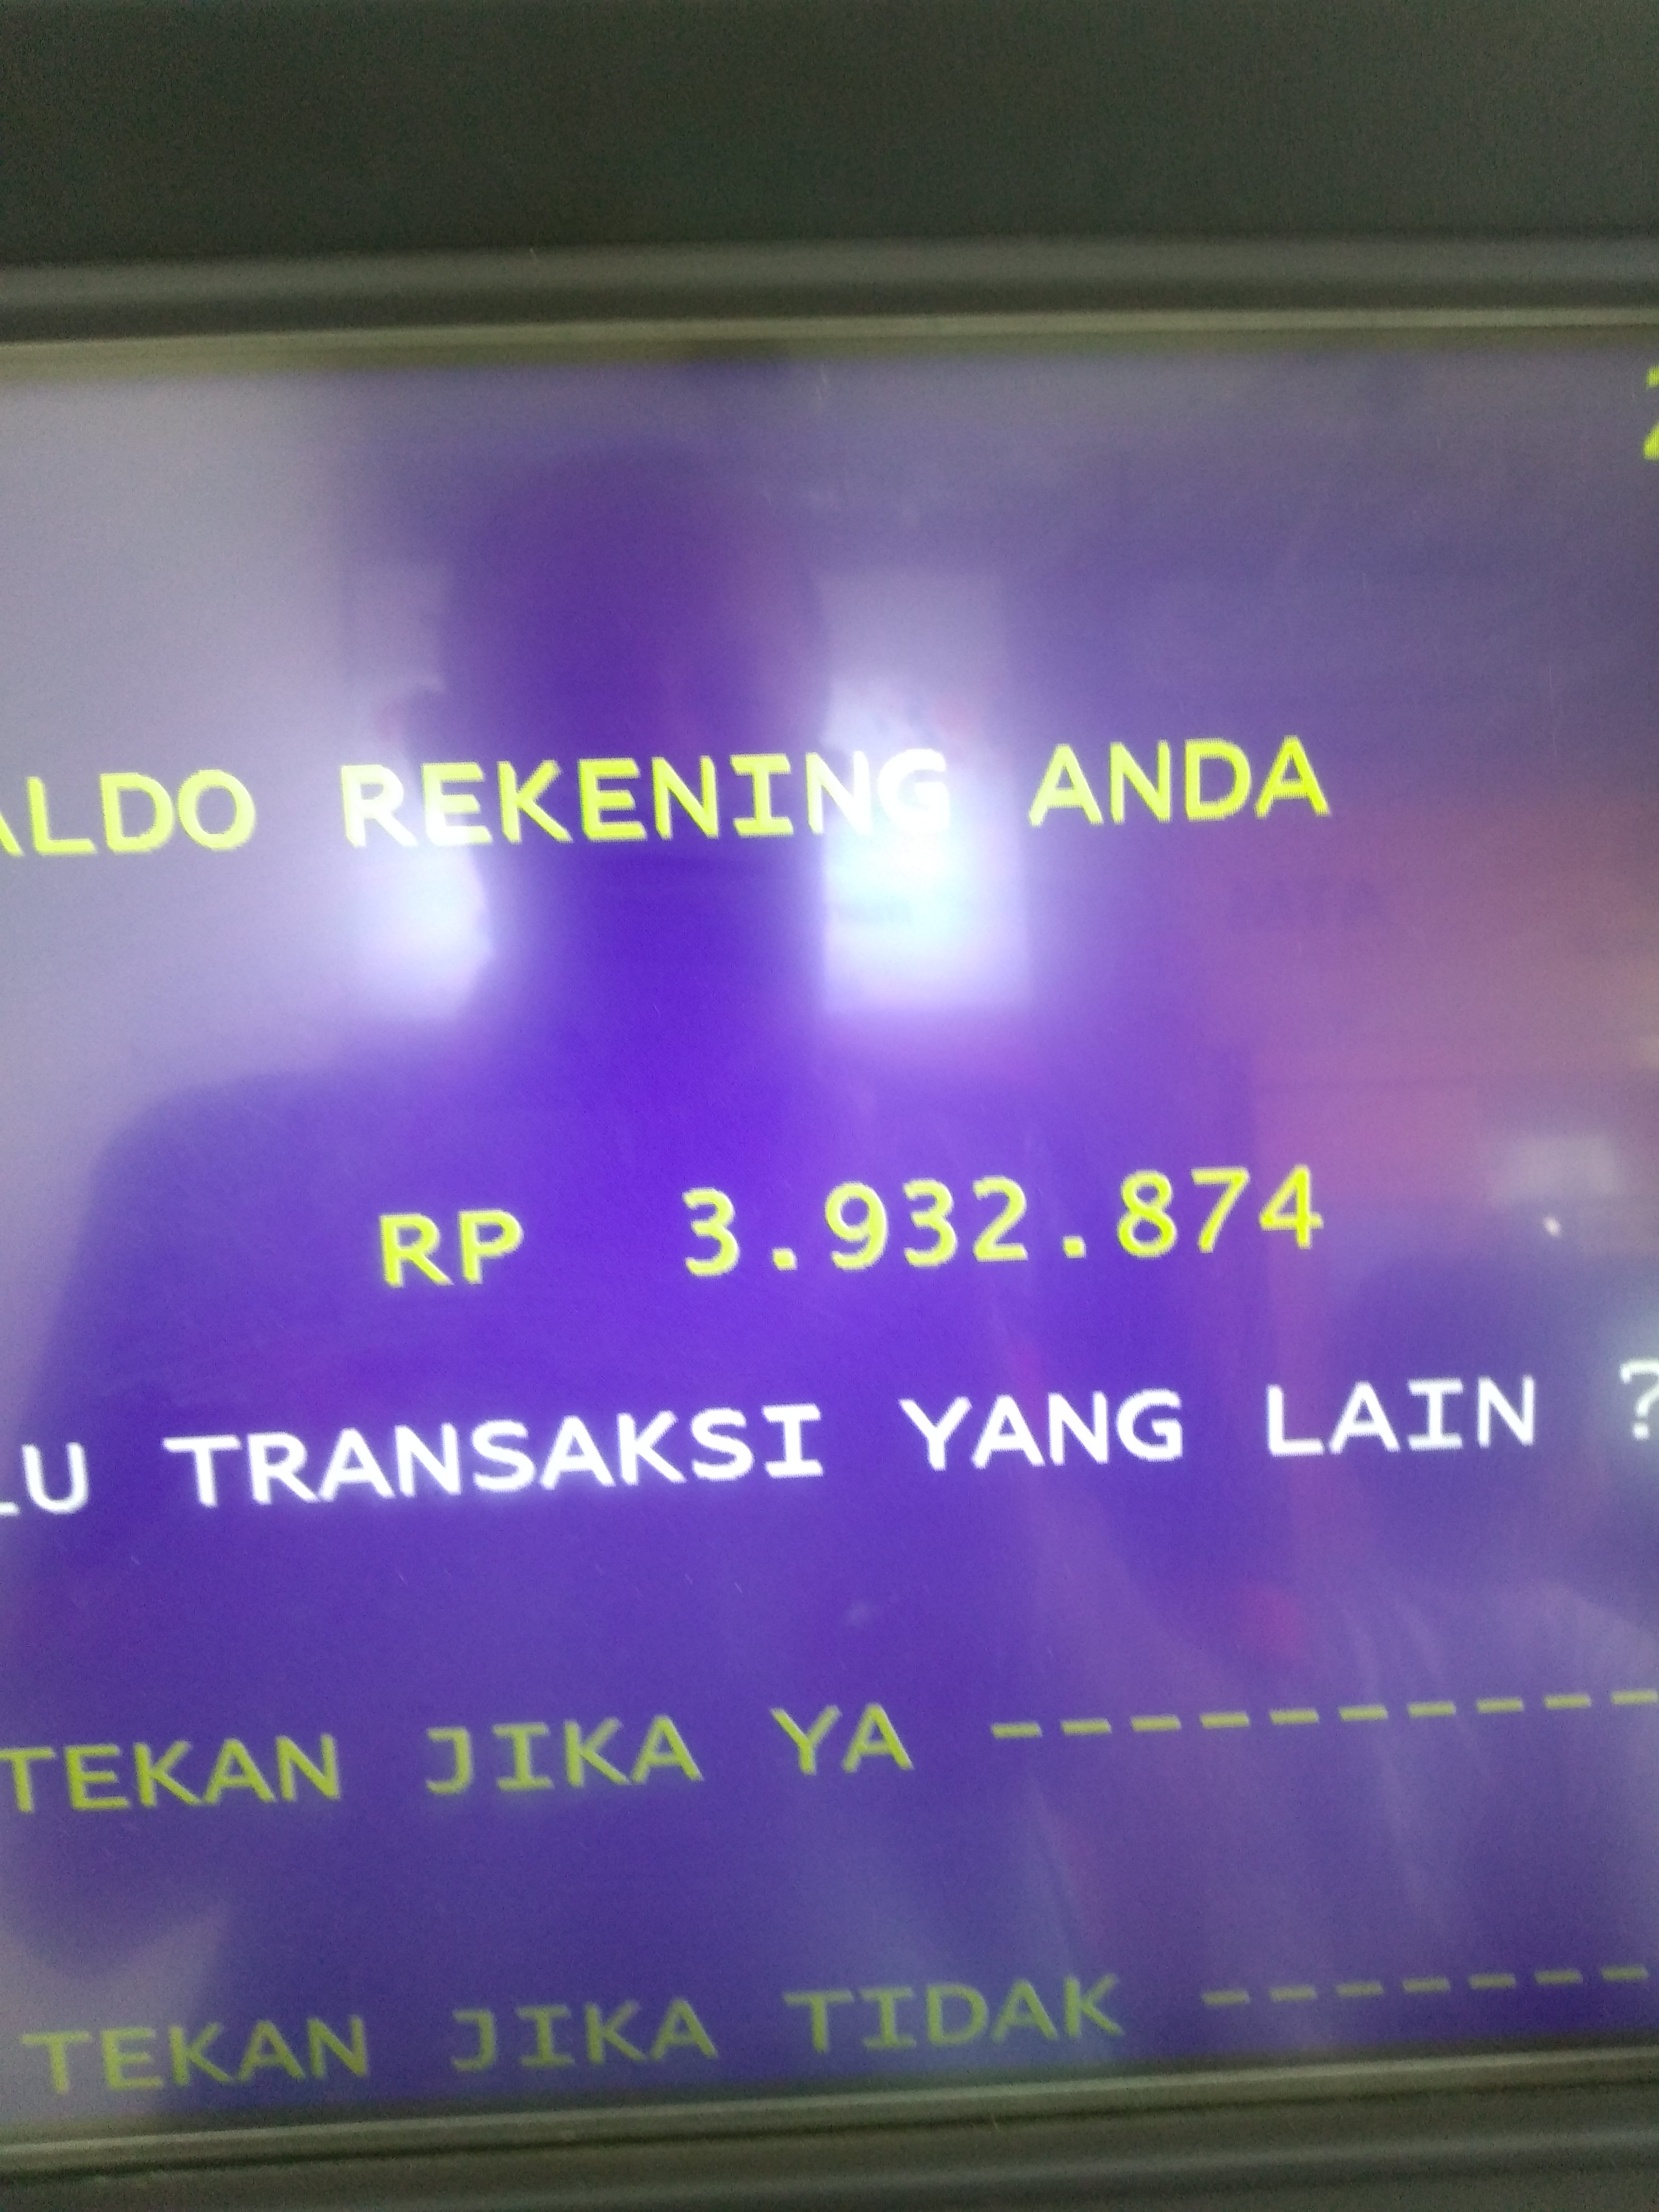 ALDO REKENING ANDA
RP 3.932.874
LU TRANSAKSI YANG LAIN ?
TEKAN JIKA YA -----------
TEKAN JIKA TIDAK -------